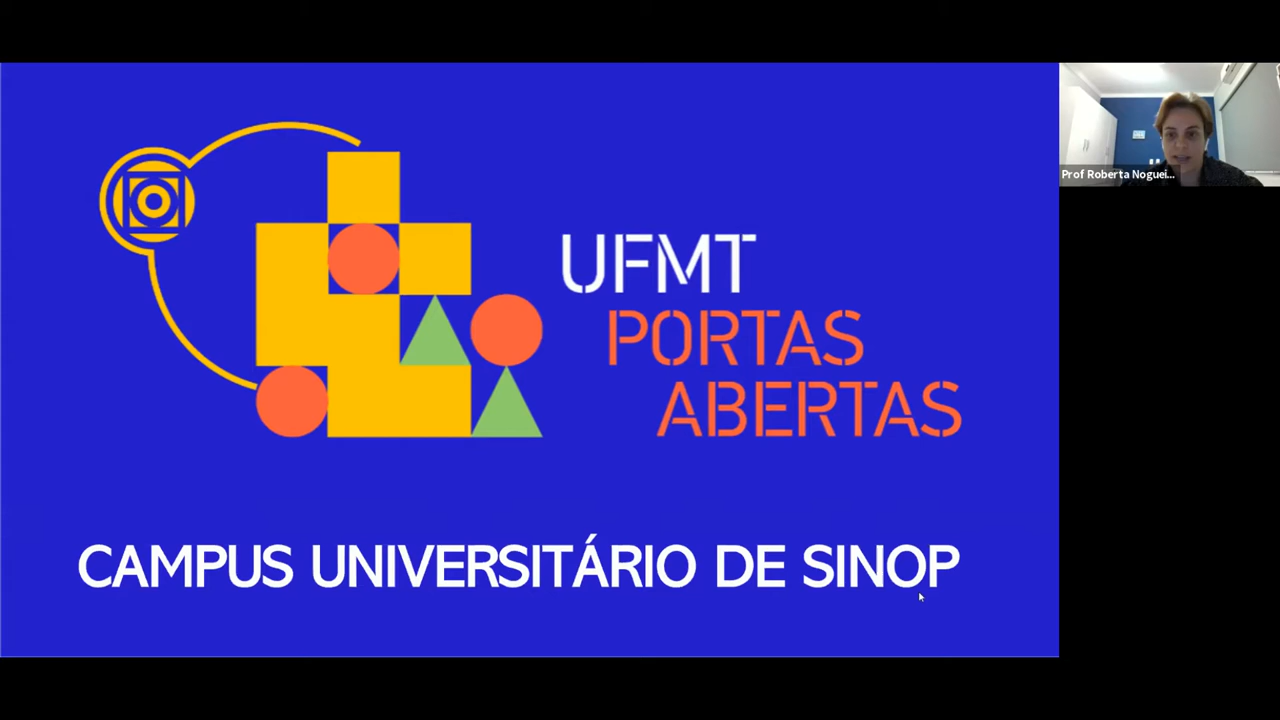 UFMT
PORTAS
ABERTAS
CAMPUS UNIVERSITÁRIO DE SINOP
Prof Roberta Noguei...